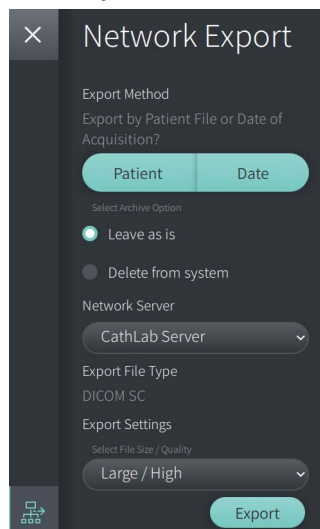 Network Export
Export Method
Export by Patient File or Date of
Acquisition?
Patient Date
Select Archive Option
Leave as is
Delete from system
Network Server
CathLab Server
Export File Type
DICOM SC
Export Settings
Select File Size / Quality
Large / High
Export